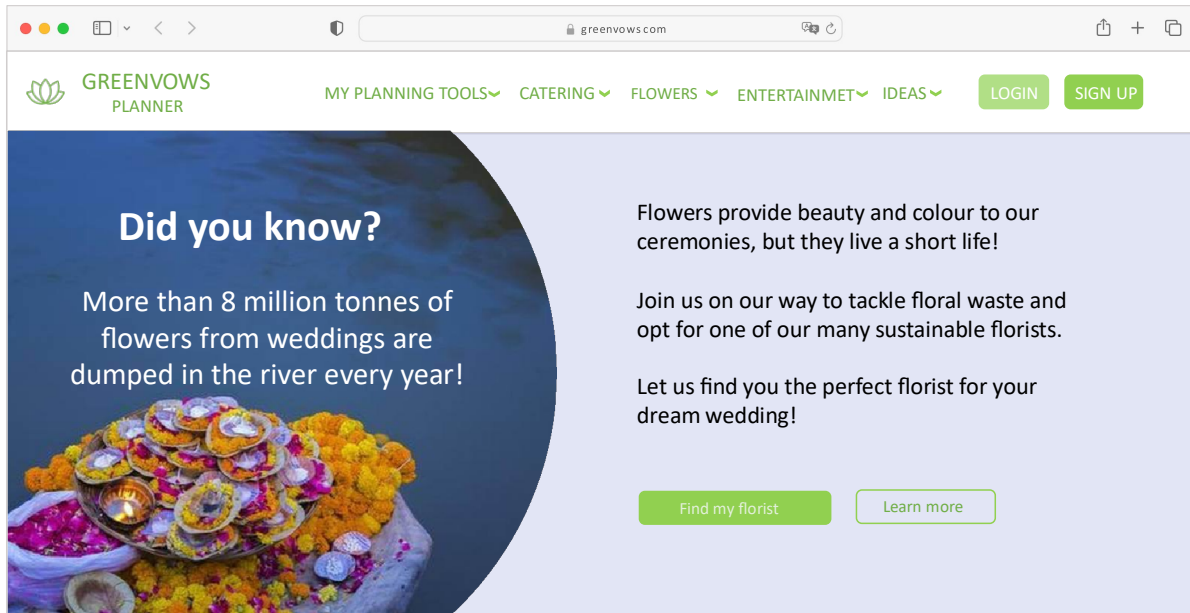 greenvows.com
GREENVOWS
PLANNER
MY PLANNING TOOLS
CATERING
FLOWERS
ENTERTAINMET
IDEAS
LOGIN
SIGN UP
Did you know?
More than 8 million tonnes of
flowers from weddings are
dumped in the river every year!
Flowers provide beauty and colour to our
ceremonies, but they live a short life!
Join us on our way to tackle floral waste and
opt for one of our many sustainable florists.
Let us find you the perfect florist for your
dream wedding!
Find my florist
Learn more